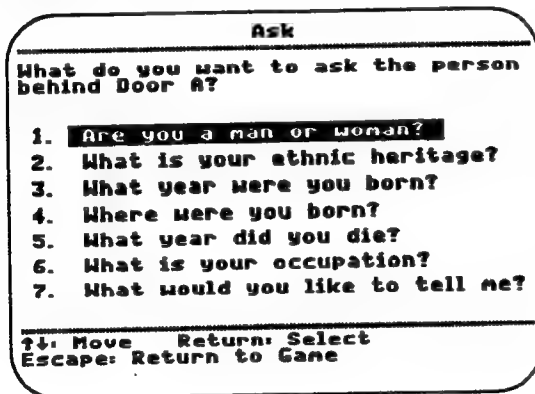 Ask
What do you want to ask the person
behind Door A?
1. Are you a man or woman?
2. What is your ethnic heritage?
3. What year were you born?
4. Where were you born?
5. What year did you die?
6. What is your occupation?
7. What would you like to tell me?
↑↓: Move Return: Select
Escape: Return to Game